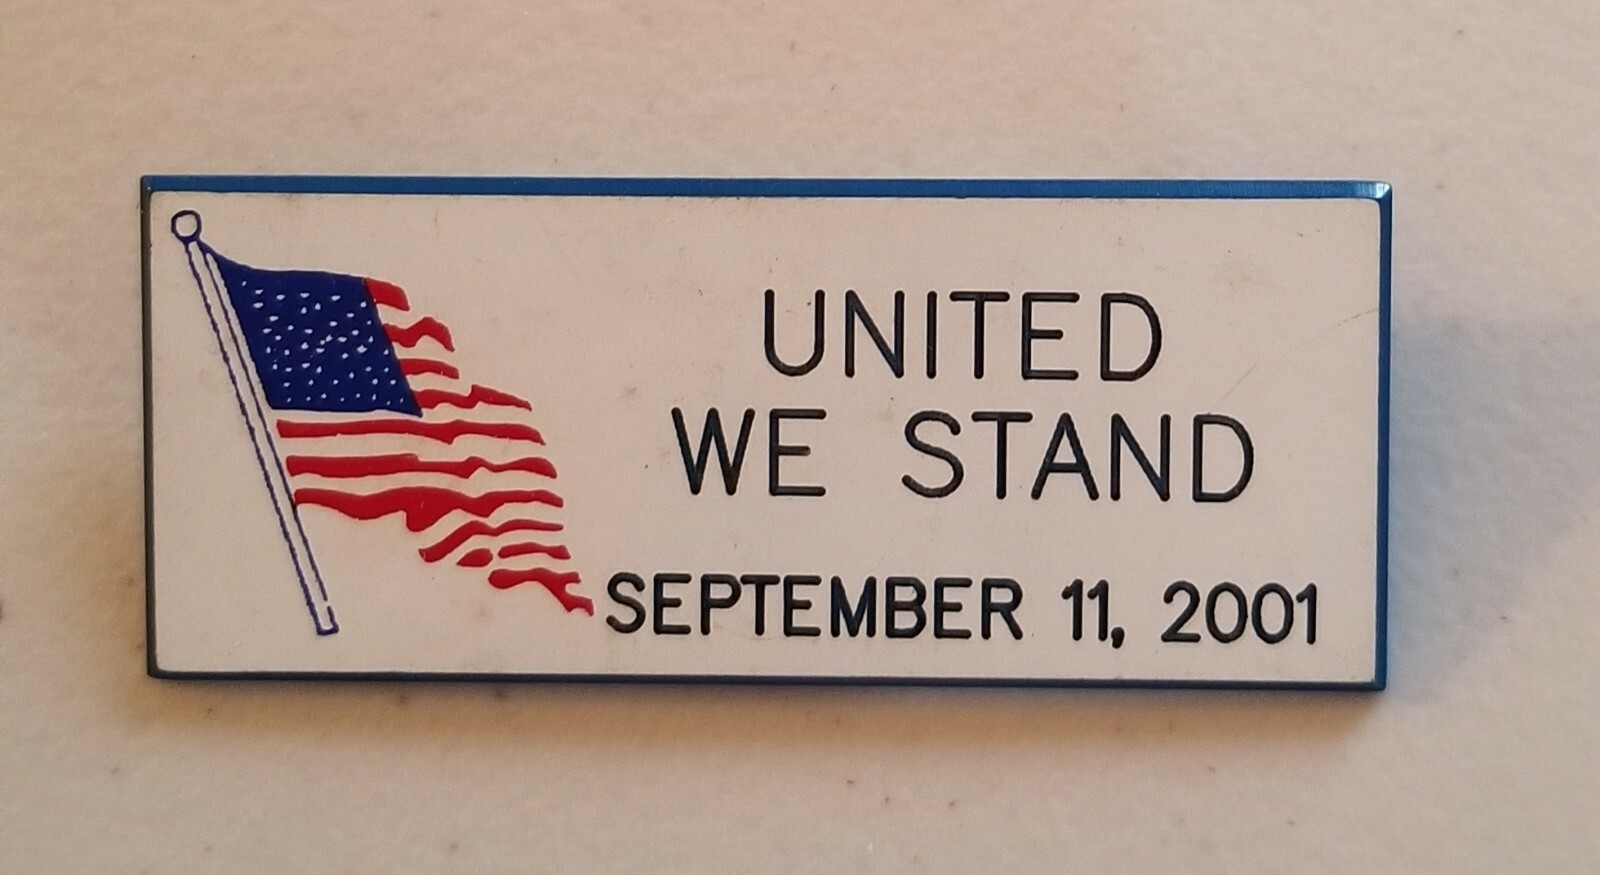 UNITED
WE STAND
SEPTEMBER 11, 2001